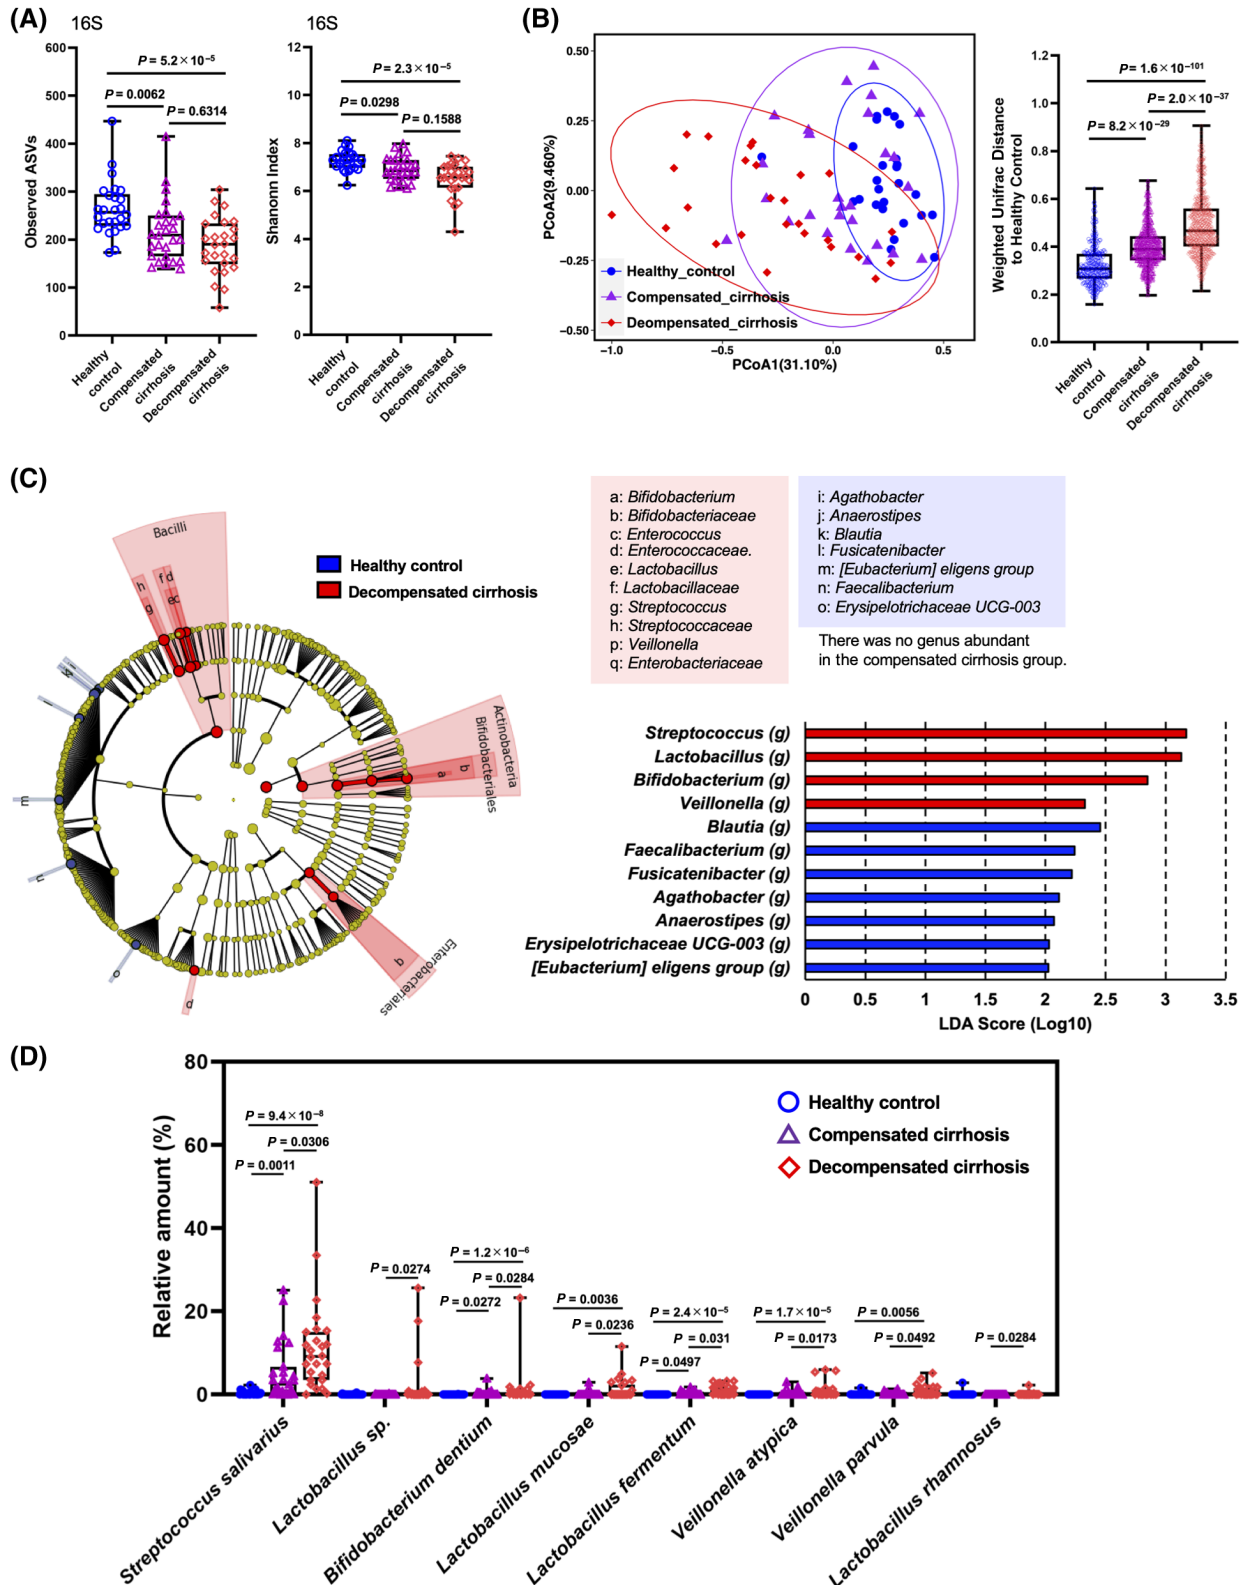 (A)
16S
600
500
400
300
200
100
0
Observed ASVs
P = 5.2×10⁻⁵
P = 0.0062
P = 0.6314
Healthy control
Compensated cirrhosis
Decompensated cirrhosis
16S
12
10
8
6
4
2
0
Shanonn Index
P = 2.3×10⁻⁵
P = 0.0298
P = 0.1588
Healthy control
Compensated cirrhosis
Decompensated cirrhosis
(B)
0.50
0.25
0.00
-0.25
-0.50
PCoA2(9.460%)
Healthy_control
Compensated_cirrhosis
Deompensated_cirrhosis
-1.0
-0.5
0.0
0.5
PCoA1(31.10%)
1.2
1.0
0.8
0.6
0.4
0.2
0.0
Weighted Unifrac Distance
to Healthy Control
P = 1.6×10⁻¹⁰¹
P = 2.0×10⁻³⁷
P = 8.2×10⁻²⁹
Healthy control
Compensated cirrhosis
Decompensated cirrhosis
(C)
Bacilli
h
f
d
g
e
c
Healthy control
Decompensated cirrhosis
Actinobacteria
Bifidobacteriales
b
a
m
n
o
d
b
Enterobacteriales
a: Bifidobacterium
b: Bifidobacteriaceae
c: Enterococcus
d: Enterococcaceae.
e: Lactobacillus
f: Lactobacillaceae
g: Streptococcus
h: Streptococcaceae
p: Veillonella
q: Enterobacteriaceae
i: Agathobacter
j: Anaerostipes
k: Blautia
l: Fusicatenibacter
m: [Eubacterium] eligens group
n: Faecalibacterium
o: Erysipelotrichaceae UCG-003
There was no genus abundant
in the compensated cirrhosis group.
Streptococcus (g)
Lactobacillus (g)
Bifidobacterium (g)
Veillonella (g)
Blautia (g)
Faecalibacterium (g)
Fusicatenibacter (g)
Agathobacter (g)
Anaerostipes (g)
Erysipelotrichaceae UCG-003 (g)
[Eubacterium] eligens group (g)
0
0.5
1
1.5
2
2.5
3
3.5
LDA Score (Log10)
(D)
80
60
40
20
0
Relative amount (%)
Healthy control
Compensated cirrhosis
Decompensated cirrhosis
P = 9.4×10⁻⁸
P = 0.0306
P = 0.0011
P = 0.0274
P = 1.2×10⁻⁶
P = 0.0284
P = 0.0272
P = 0.0036
P = 0.0236
P = 2.4×10⁻⁵
P = 0.031
P = 0.0497
P = 1.7×10⁻⁵
P = 0.0173
P = 0.0056
P = 0.0492
P = 0.0284
Streptococcus salivarius
Lactobacillus sp.
Bifidobacterium dentium
Lactobacillus mucosae
Lactobacillus fermentum
Veillonella atypica
Veillonella parvula
Lactobacillus rhamnosus